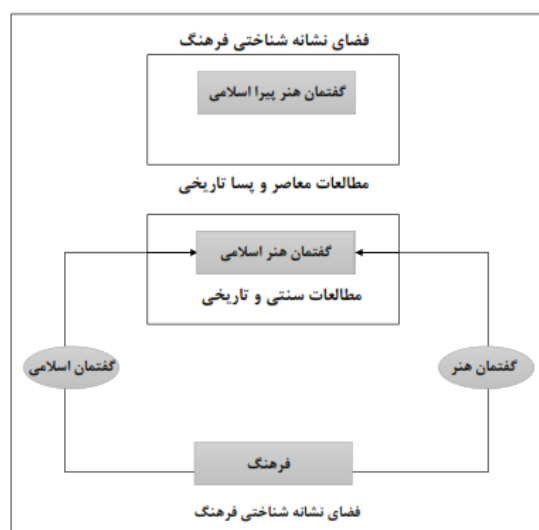 فضای نشانه شناختی فرهنگ
گفتمان هنر پیرا اسلامی
مطالعات معاصر و پسا تاریخی
گفتمان هنر اسلامی
مطالعات سنتی و تاریخی
گفتمان هنر
گفتمان اسلامی
فرهنگ
فضای نشانه شناختی فرهنگ